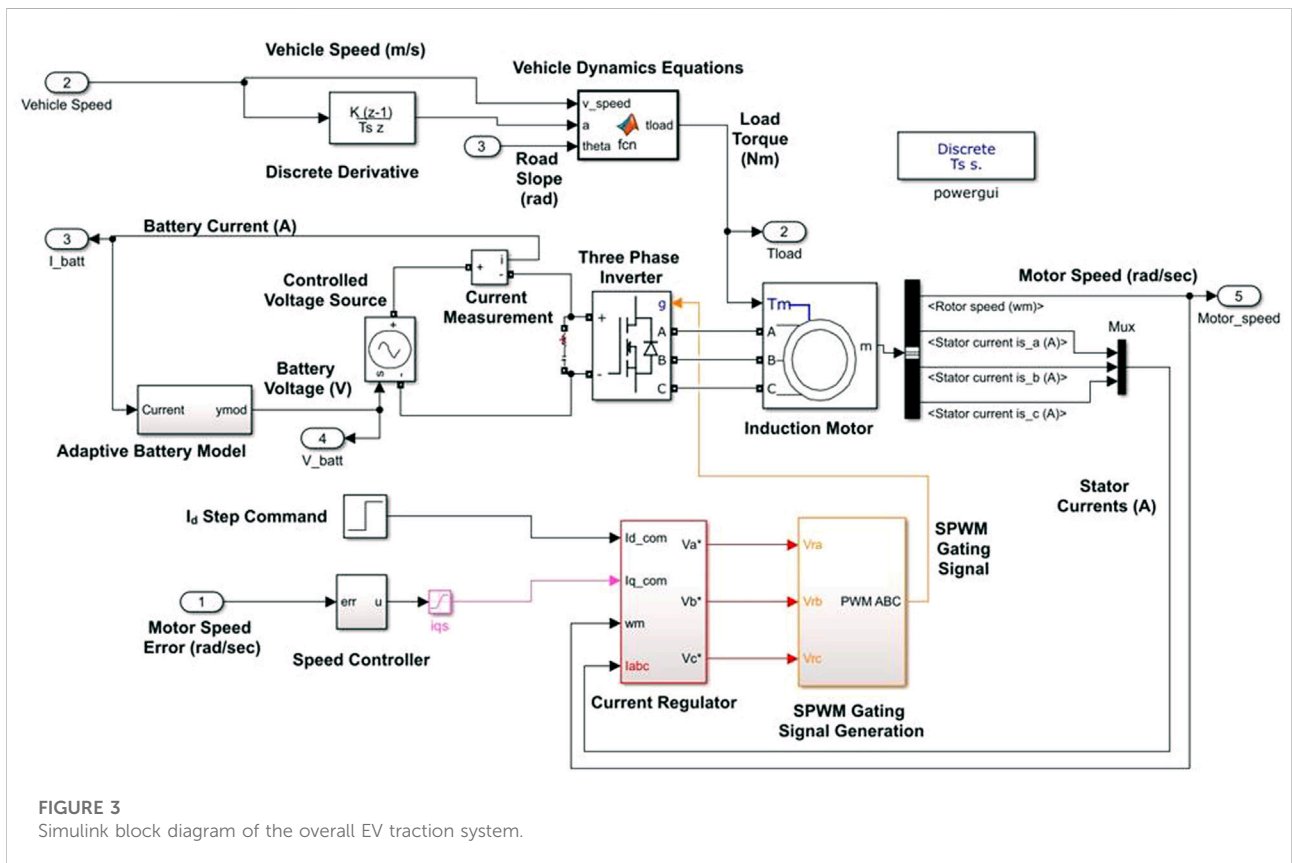 Vehicle Speed (m/s)
2
Vehicle Speed
K (z-1)
Ts z
Discrete Derivative
Vehicle Dynamics Equations
v_speed
a
theta
fcn
tload
3
Road
Slope
(rad)
Load
Torque
(Nm)
Discrete
Ts s.
powergui
3
I_batt
Battery Current (A)
Controlled
Voltage Source
+
s
-
+
i
-
Current
Measurement
Three Phase
Inverter
g
+
-
A
B
C
2
Tload
Tm
A
B
C
m
Induction Motor
Motor Speed (rad/sec)
<Rotor speed (wm)>
<Stator current is_a (A)>
<Stator current is_b (A)>
<Stator current is_c (A)>
Mux
5
Motor_speed
Battery
Voltage (V)
Current
ymod
Adaptive Battery Model
4
V_batt
Stator
Currents (A)
Id Step Command
1
Motor Speed
Error (rad/sec)
err
u
Speed Controller
iqs
Id_com
Iq_com
wm
Iabc
Va*
Vb*
Vc*
Current Regulator
Vra
Vrb
Vrc
PWM ABC
SPWM Gating
Signal Generation
SPWM
Gating
Signal
FIGURE 3
Simulink block diagram of the overall EV traction system.